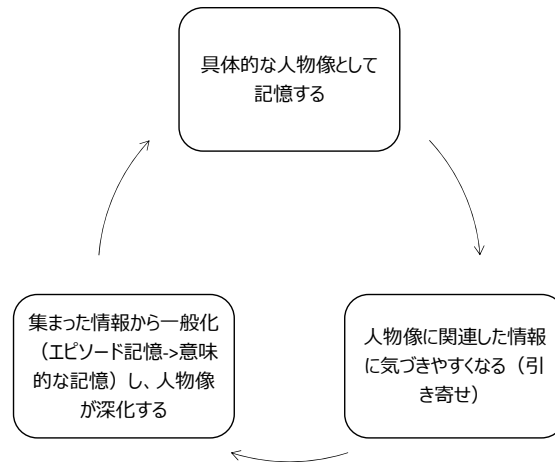 具体的な人物像として
記憶する
人物像に関連した情報
に気づきやすくなる（引
き寄せ）
集まった情報から一般化
（エピソード記憶->意味
的な記憶）し、人物像
が深化する